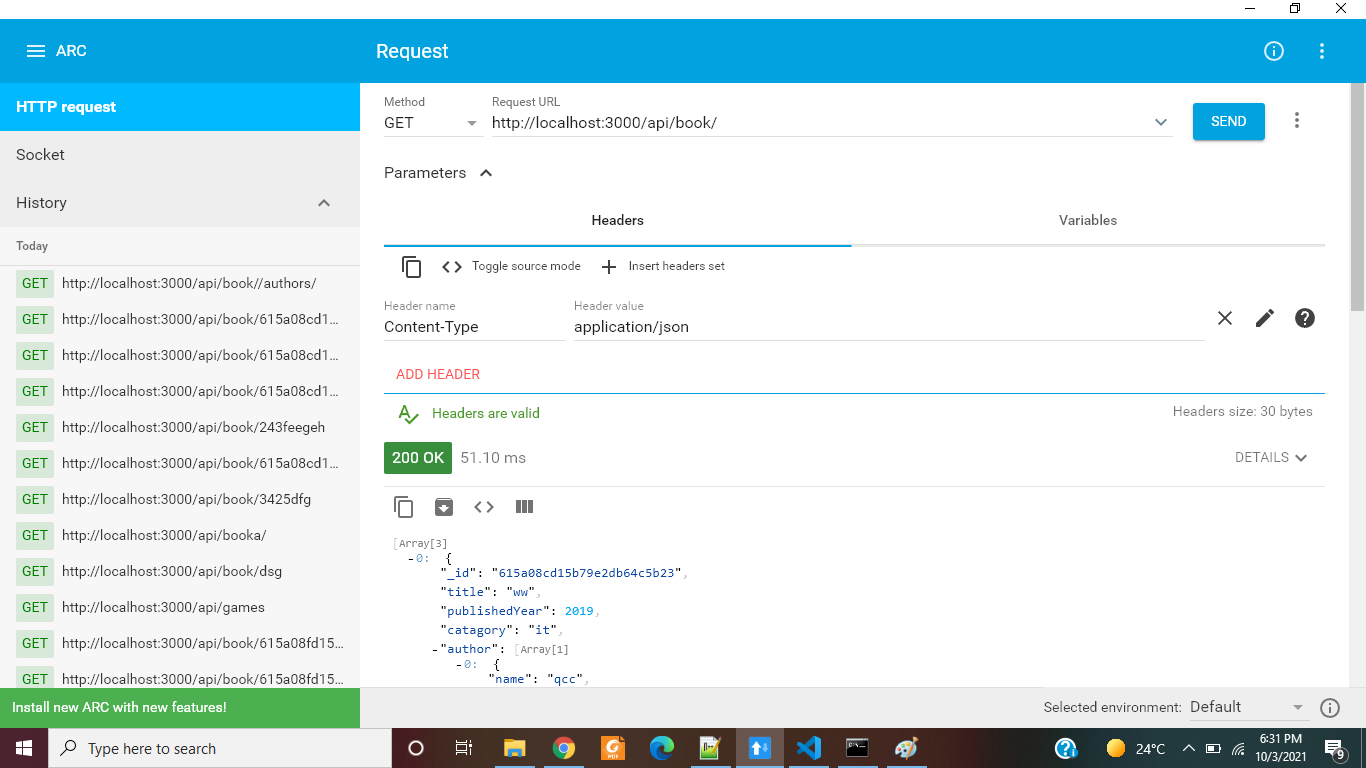 ARC
Request
HTTP request
Socket
History
Today
GET http://localhost:3000/api/book//authors/
GET http://localhost:3000/api/book/615a08cd1...
GET http://localhost:3000/api/book/615a08cd1...
GET http://localhost:3000/api/book/615a08cd1...
GET http://localhost:3000/api/book/243feegeh
GET http://localhost:3000/api/book/615a08cd1...
GET http://localhost:3000/api/book/3425dfg
GET http://localhost:3000/api/booka/
GET http://localhost:3000/api/book/dsg
GET http://localhost:3000/api/games
GET http://localhost:3000/api/book/615a08fd15...
GET http://localhost:3000/api/book/615a08fd15...
Install new ARC with new features!
Method
GET
Request URL
http://localhost:3000/api/book/
SEND
Parameters
Headers
Variables
Toggle source mode
Insert headers set
Header name
Content-Type
Header value
application/json
ADD HEADER
Headers are valid
Headers size: 30 bytes
200 OK
51.10 ms
DETAILS
[Array[3]
-0: {
"_id": "615a08cd15b79e2db64c5b23",
"title": "ww",
"publishedYear": 2019,
"catagory": "it",
-"author": [Array[1]
-0: {
"name": "qcc",
Selected environment: Default
Type here to search
24°C
6:31 PM
10/3/2021
9